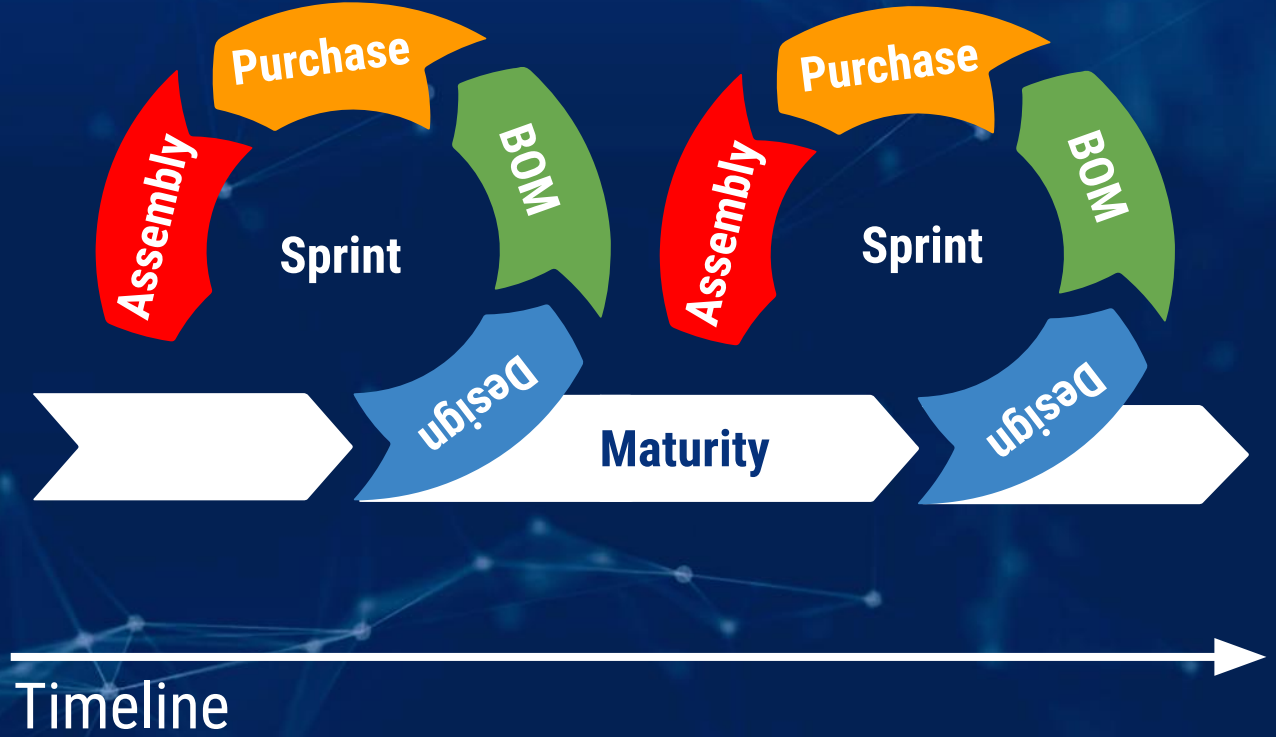 Purchase
Purchase
Assembly
BOM
Assembly
BOM
Sprint
Sprint
Design
Design
Maturity
Timeline